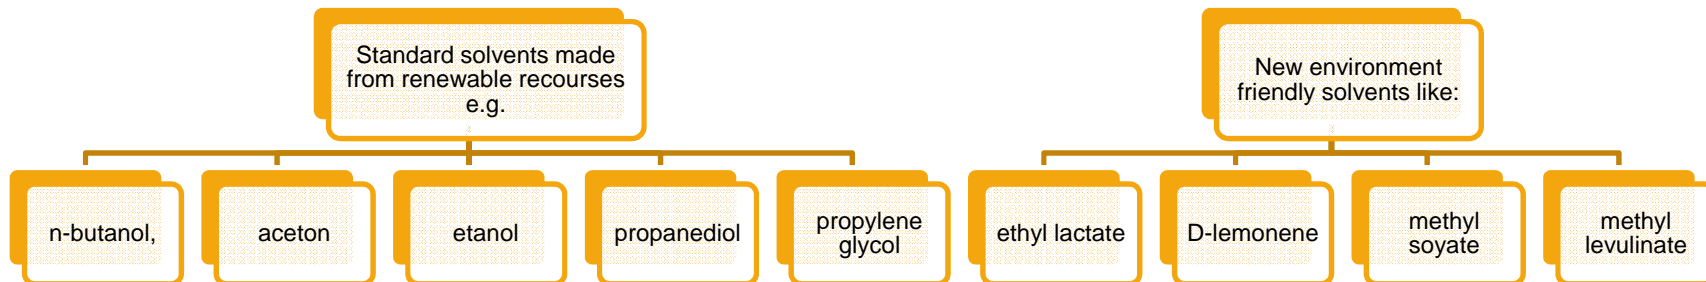 Standard solvents made
from renewable recourses
e.g.
New environment
friendly solvents like:
n-butanol,
aceton
etanol
propanediol
propylene
glycol
ethyl lactate
D-lemonene
methyl
soyate
methyl
levulinate